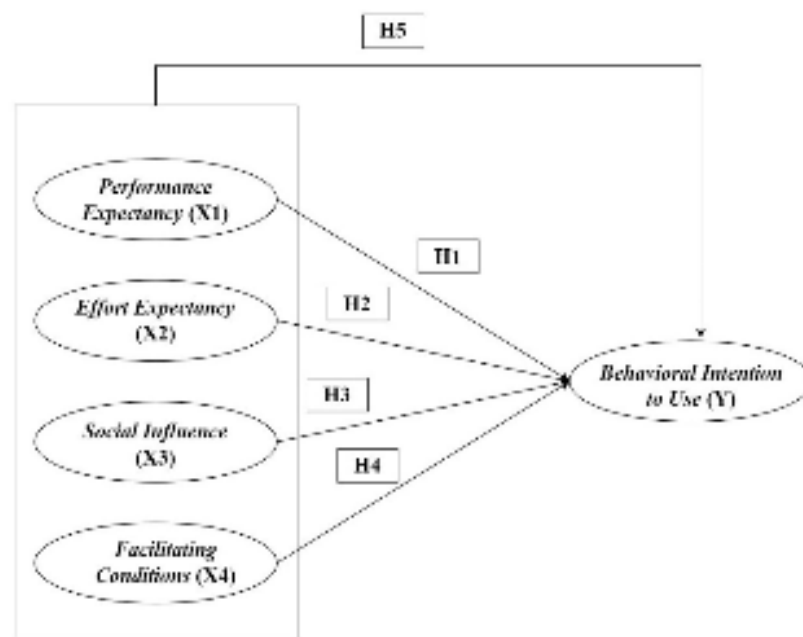 H5
Performance
Expectancy (X1)
H1
Effort Expectancy
(X2)
H2
Behavioral Intention
to Use (Y)
H3
Social Influence
(X3)
H4
Facilitating
Conditions (X4)